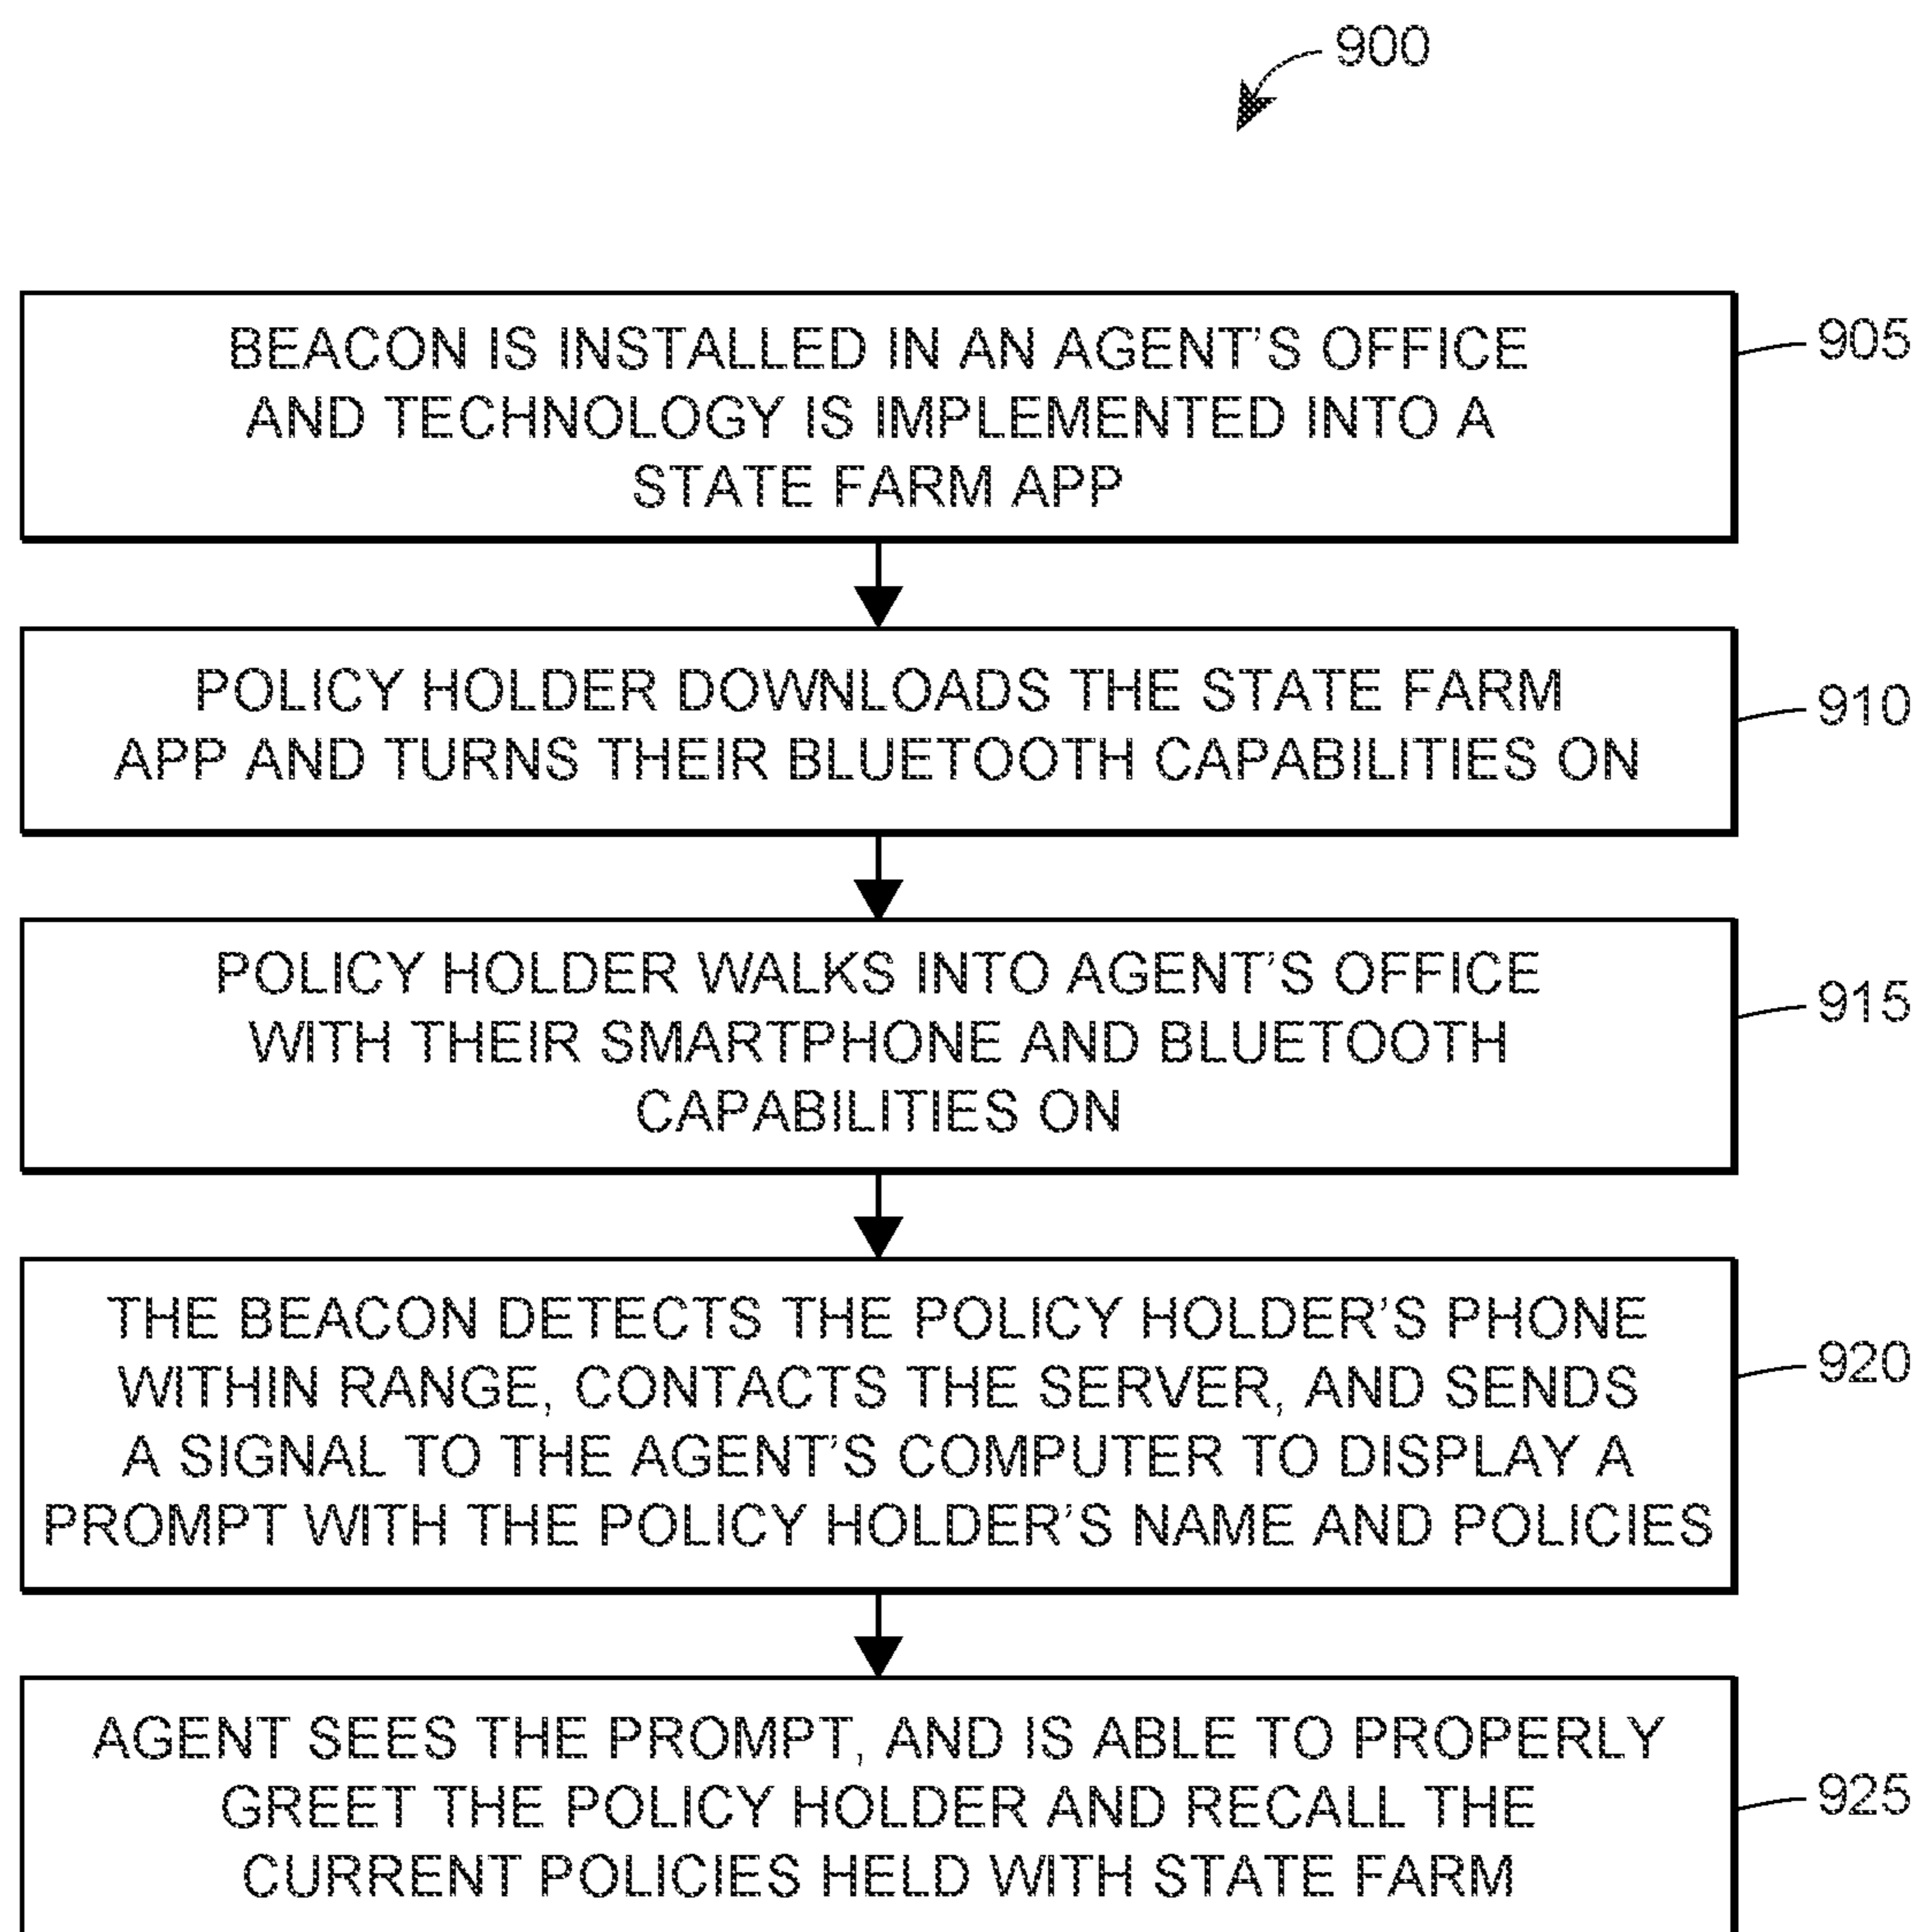 900
BEACON IS INSTALLED IN AN AGENT'S OFFICE
AND TECHNOLOGY IS IMPLEMENTED INTO A
STATE FARM APP
905
POLICY HOLDER DOWNLOADS THE STATE FARM
APP AND TURNS THEIR BLUETOOTH CAPABILITIES ON
910
POLICY HOLDER WALKS INTO AGENT'S OFFICE
WITH THEIR SMARTPHONE AND BLUETOOTH
CAPABILITIES ON
915
THE BEACON DETECTS THE POLICY HOLDER'S PHONE
WITHIN RANGE, CONTACTS THE SERVER, AND SENDS
A SIGNAL TO THE AGENT'S COMPUTER TO DISPLAY A
PROMPT WITH THE POLICY HOLDER'S NAME AND POLICIES
920
AGENT SEES THE PROMPT, AND IS ABLE TO PROPERLY
GREET THE POLICY HOLDER AND RECALL THE
CURRENT POLICIES HELD WITH STATE FARM
925